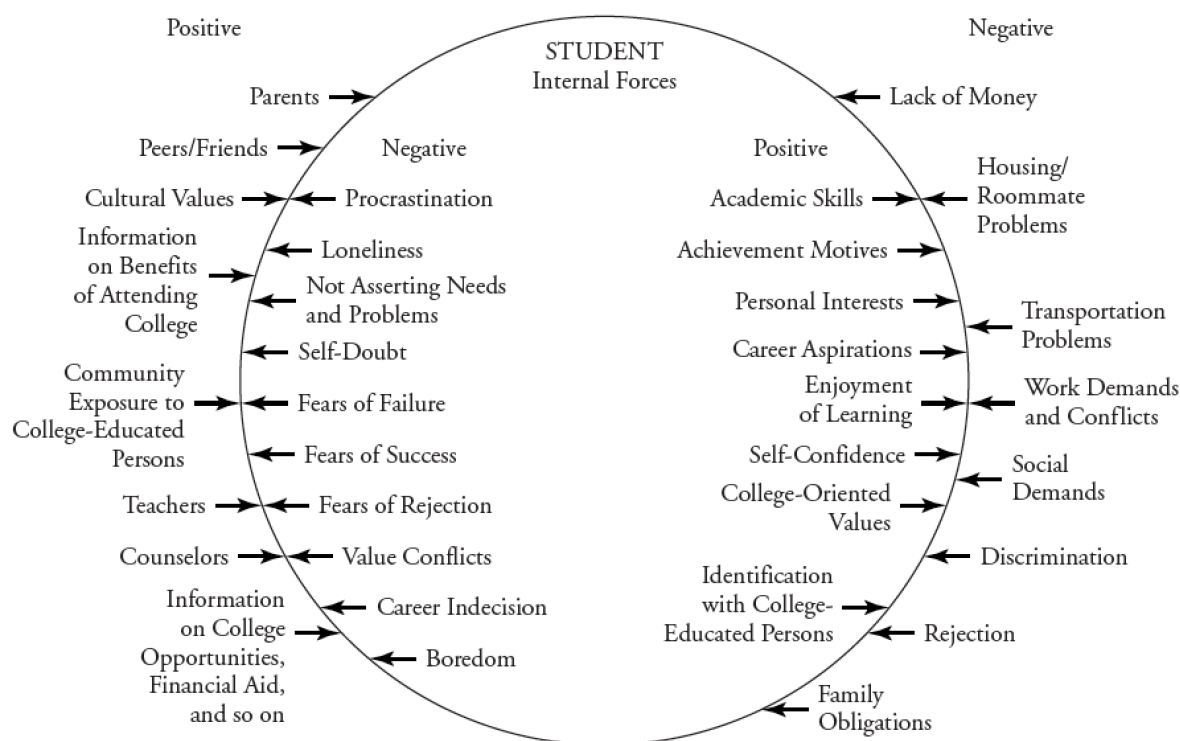 Positive
Negative
STUDENT
Internal Forces
Parents
Lack of Money
Peers/Friends
Negative
Positive
Cultural Values
Procrastination
Academic Skills
Housing/
Roommate
Problems
Information
on Benefits
of Attending
College
Loneliness
Achievement Motives
Not Asserting Needs
and Problems
Personal Interests
Transportation
Problems
Self-Doubt
Career Aspirations
Community
Exposure to
College-Educated
Persons
Fears of Failure
Enjoyment
of Learning
Work Demands
and Conflicts
Fears of Success
Self-Confidence
Social
Demands
Teachers
Fears of Rejection
College-Oriented
Values
Counselors
Value Conflicts
Discrimination
Information
on College
Opportunities,
Financial Aid,
and so on
Career Indecision
Identification
with College-
Educated Persons
Rejection
Boredom
Family
Obligations